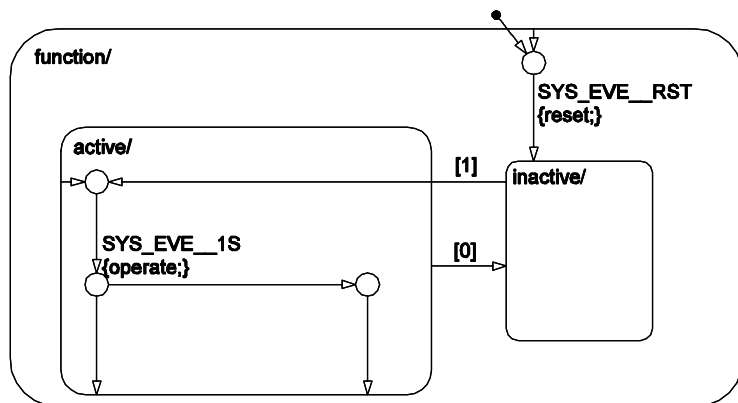 function/
SYS_EVE__RST
{reset;}
active/
[1]
inactive/
SYS_EVE__1S
{operate;}
[0]